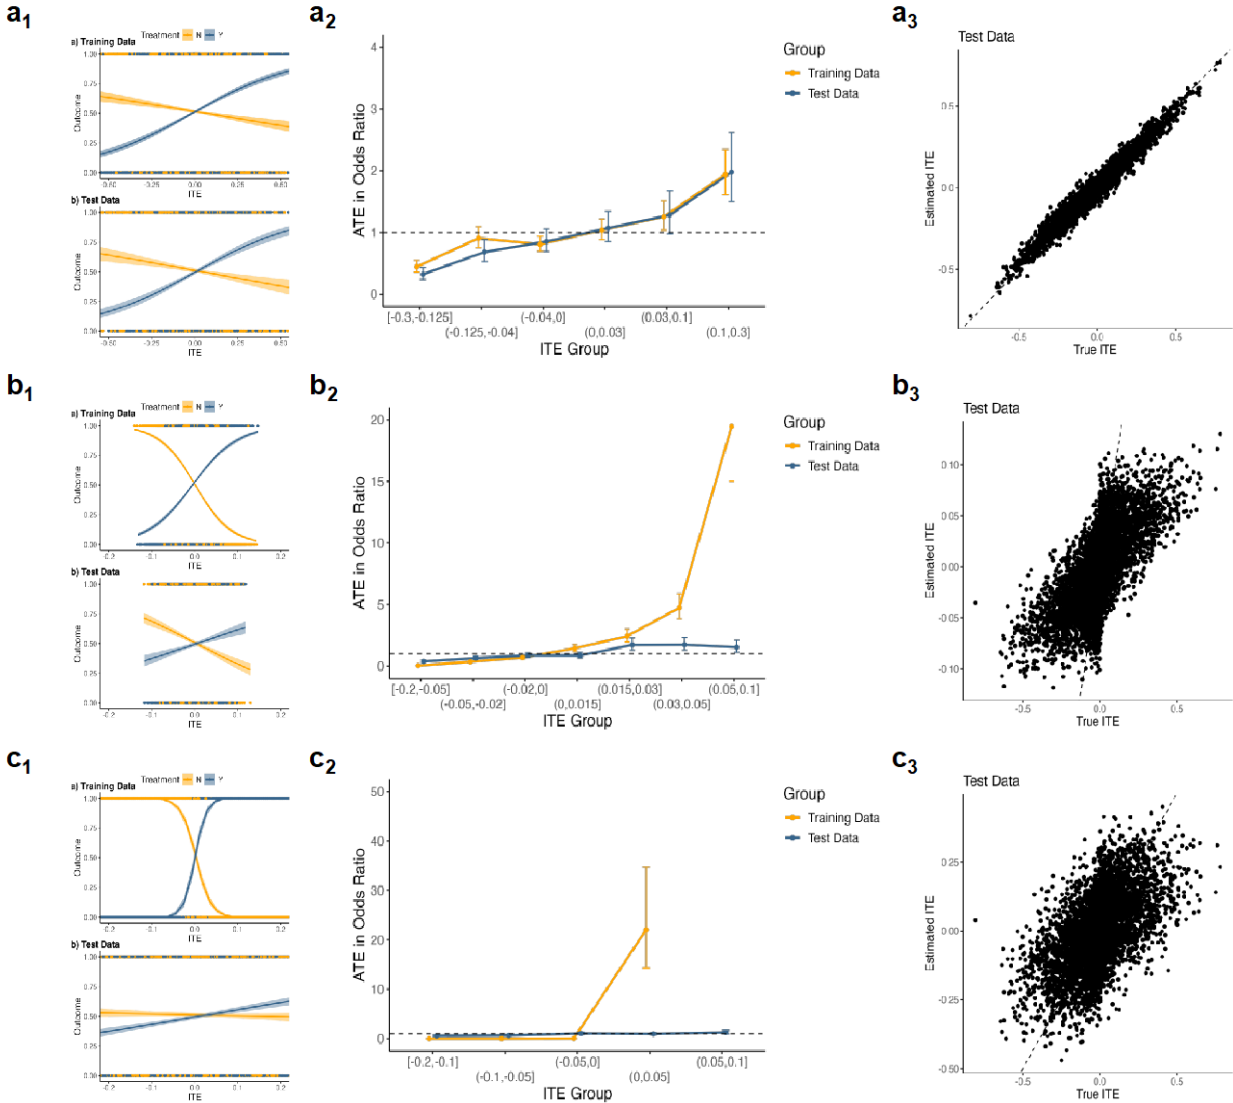 a1
Treatment N Y
a) Training Data
Outcome
1.00
0.75
0.50
0.25
0.00
-0.50 -0.25 0.00 0.25 0.50
ITE
b) Test Data
Outcome
1.00
0.75
0.50
0.25
0.00
-0.50 -0.25 0.00 0.25 0.50
ITE
a2
ATE in Odds Ratio
4
3
2
1
0
[-0.3,-0.125] (-0.04,0] (0.03,0.1]
(-0.125,-0.04] (0,0.03] (0.1,0.3]
ITE Group
Group
Training Data
Test Data
a3
Test Data
Estimated ITE
0.5
0.0
-0.5
-0.5 0.0 0.5
True ITE
b1
Treatment N Y
a) Training Data
Outcome
1.00
0.75
0.50
0.25
0.00
-0.2 -0.1 0.0 0.1 0.2
ITE
b) Test Data
Outcome
1.00
0.75
0.50
0.25
0.00
-0.2 -0.1 0.0 0.1 0.2
ITE
b2
ATE in Odds Ratio
20
15
10
5
0
[-0.2,-0.05] (-0.02,0] (0.015,0.03] (0.05,0.1]
(-0.05,-0.02] (0,0.015] (0.03,0.05]
ITE Group
Group
Training Data
Test Data
b3
Test Data
Estimated ITE
0.10
0.05
0.00
-0.05
-0.10
-0.5 0.0 0.5
True ITE
c1
Treatment N Y
a) Training Data
Outcome
1.00
0.75
0.50
0.25
0.00
-0.2 -0.1 0.0 0.1 0.2
ITE
b) Test Data
Outcome
1.00
0.75
0.50
0.25
0.00
-0.2 -0.1 0.0 0.1 0.2
ITE
c2
ATE in Odds Ratio
50
40
30
20
10
0
[-0.2,-0.1] (-0.05,0] (0.05,0.1]
(-0.1,-0.05] (0,0.05]
ITE Group
Group
Training Data
Test Data
c3
Test Data
Estimated ITE
0.25
0.00
-0.25
-0.50
-0.5 0.0 0.5
True ITE